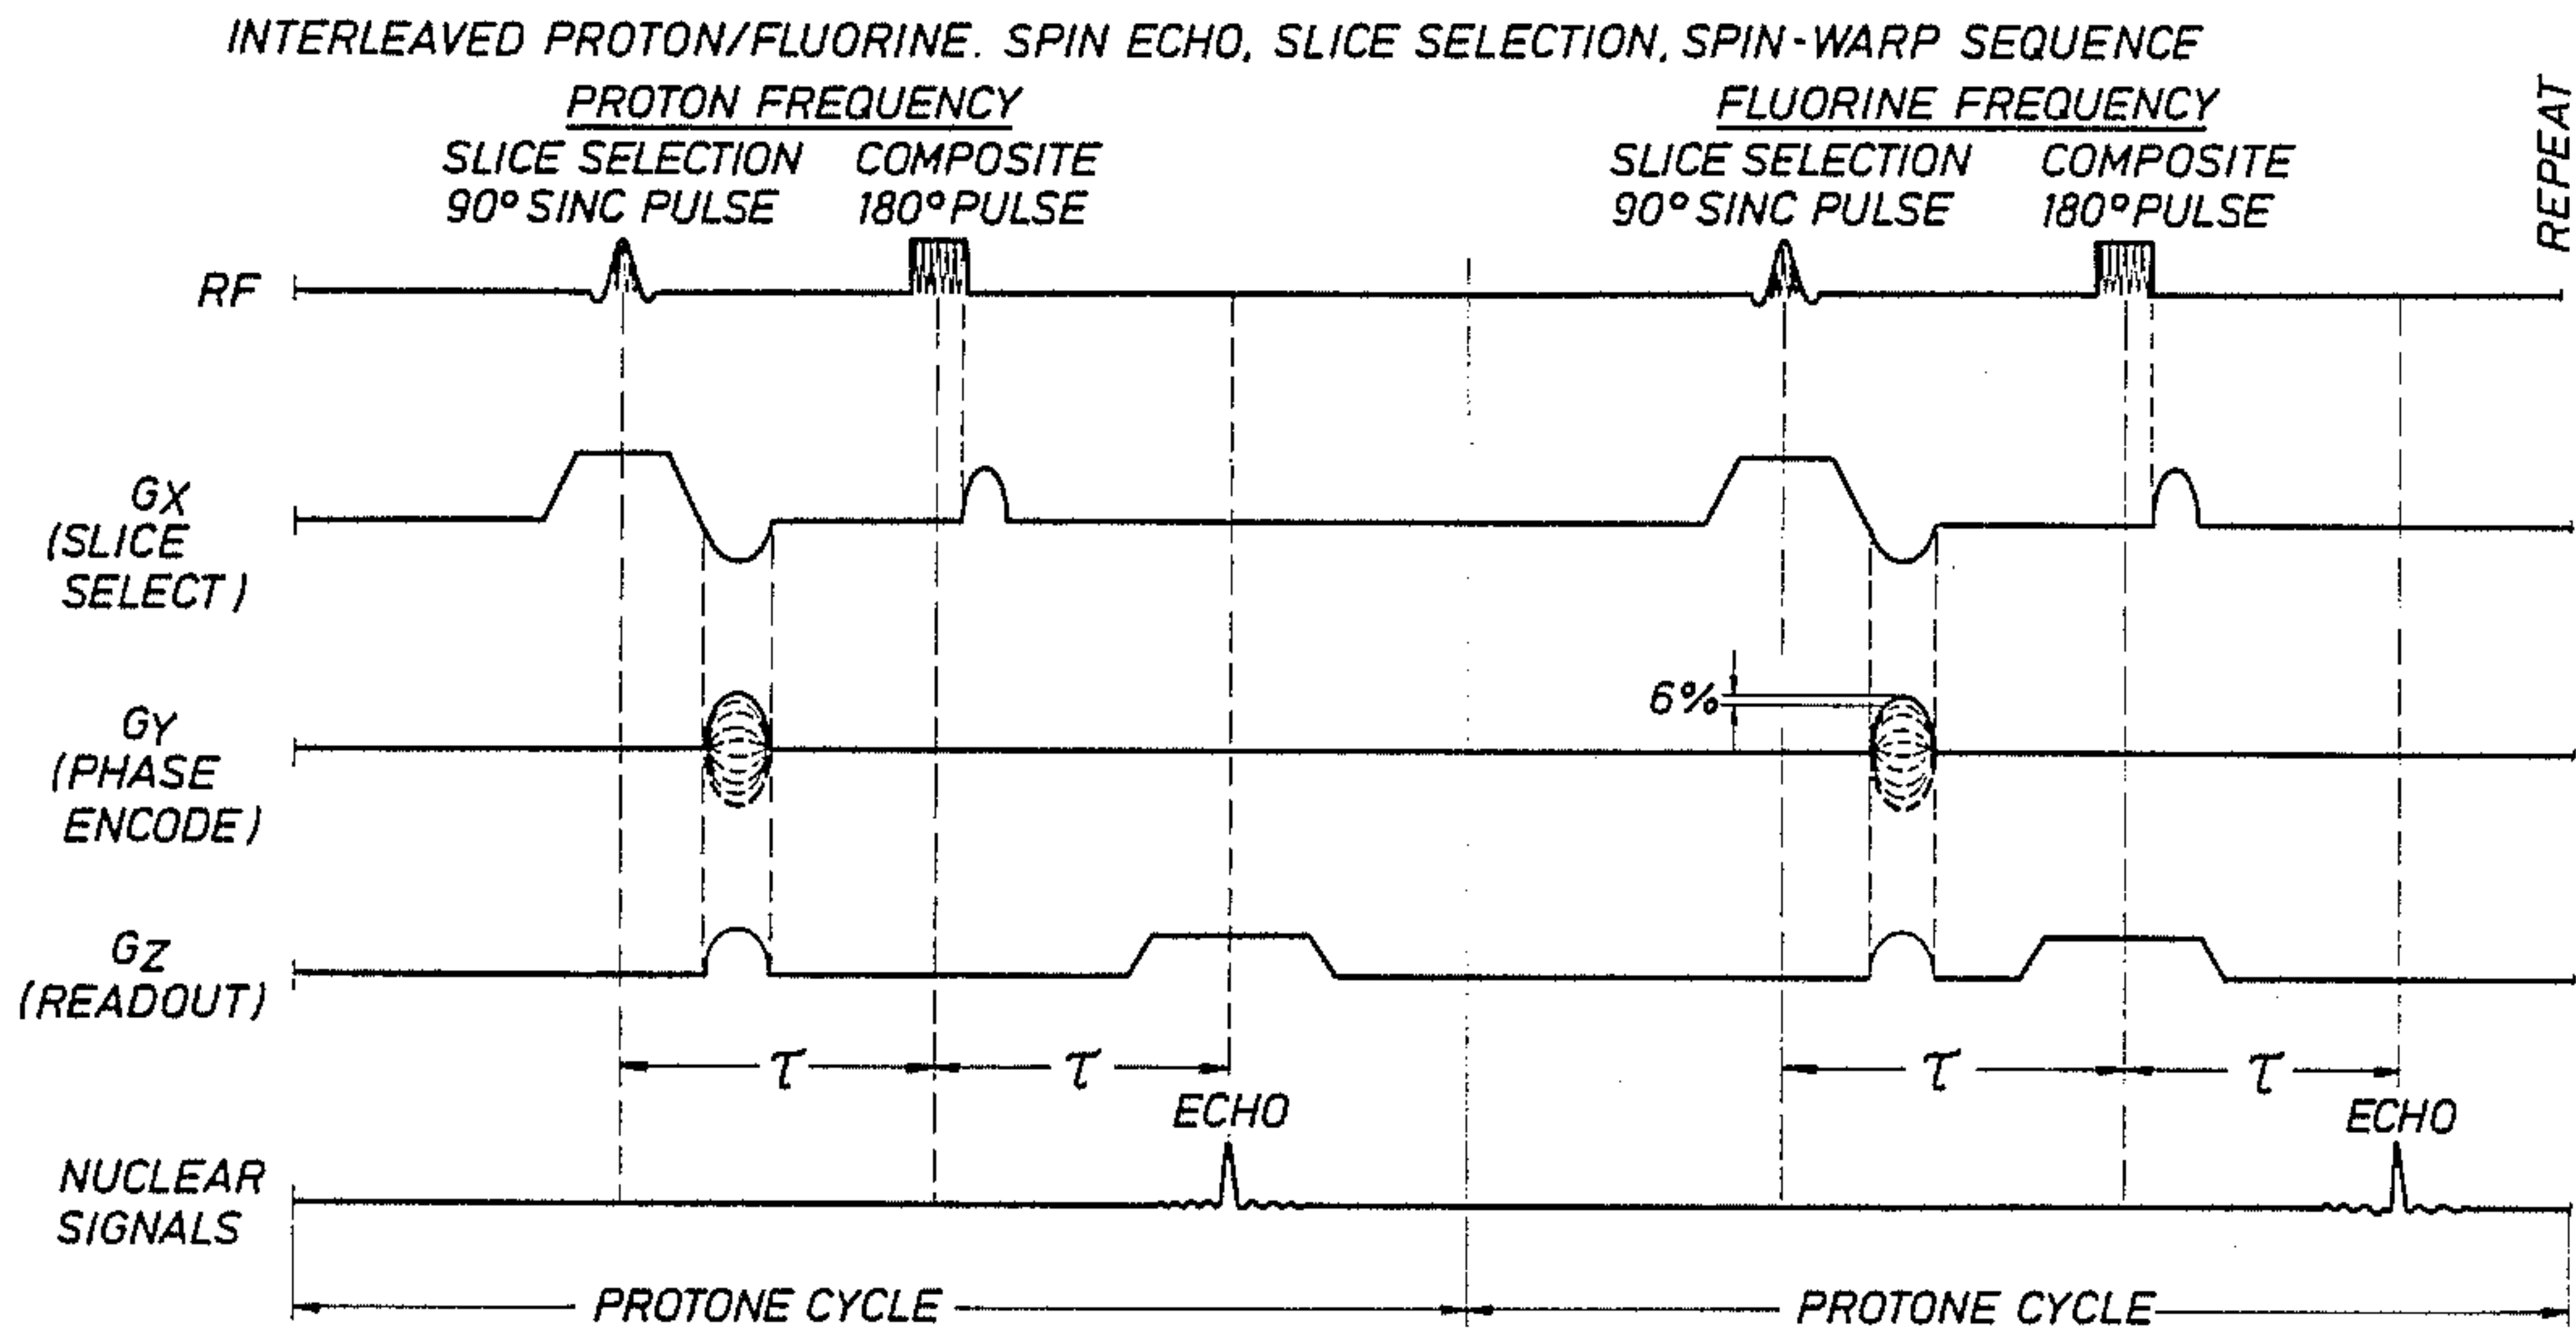 INTERLEAVED PROTON/FLUORINE. SPIN ECHO, SLICE SELECTION, SPIN-WARP SEQUENCE
PROTON FREQUENCY
SLICE SELECTION
90° SINC PULSE
COMPOSITE
180° PULSE
FLUORINE FREQUENCY
SLICE SELECTION
90° SINC PULSE
COMPOSITE
180° PULSE
REPEAT
RF
GX
(SLICE
SELECT)
GY
(PHASE
ENCODE)
6%
GZ
(READOUT)
τ
τ
τ
τ
ECHO
ECHO
NUCLEAR
SIGNALS
PROTONE CYCLE
PROTONE CYCLE